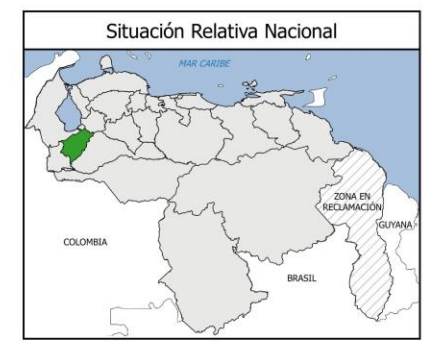 Situación Relativa Nacional
MAR CARIBE
ZONA EN
RECLAMACIÓN
GUYANA
COLOMBIA
BRASIL